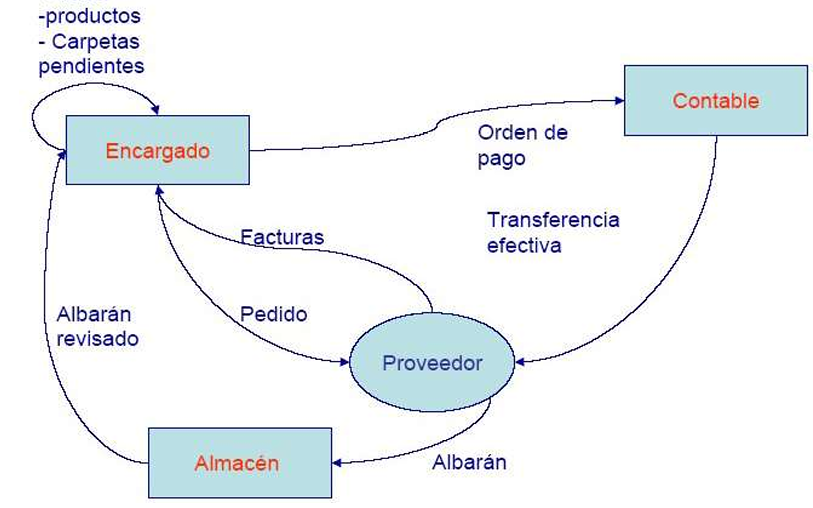 -productos
- Carpetas
pendientes
Contable
Encargado
Orden de
pago
Transferencia
efectiva
Facturas
Albarán
revisado
Pedido
Proveedor
Almacén
Albarán